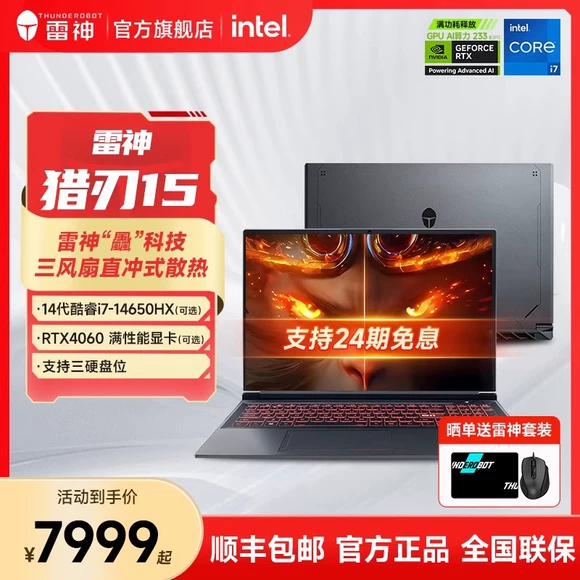 THUNDEROBOT
雷神
官方旗舰店
intel
满功耗释放
GPU AI算力 233
NVIDIA
GEFORCE
RTX
Powering Advanced AI
intel
CORE
i7
雷神
猎刃15
雷神“飍”科技
三风扇直冲式散热
·14代酷睿i7-14650HX(可选)
·RTX4060 满性能显卡(可选)
·支持三硬盘位
支持24期免息
晒单送雷神套装
NDEROBOT
THU
活动到手价
¥7999起
顺丰包邮 官方正品 全国联保